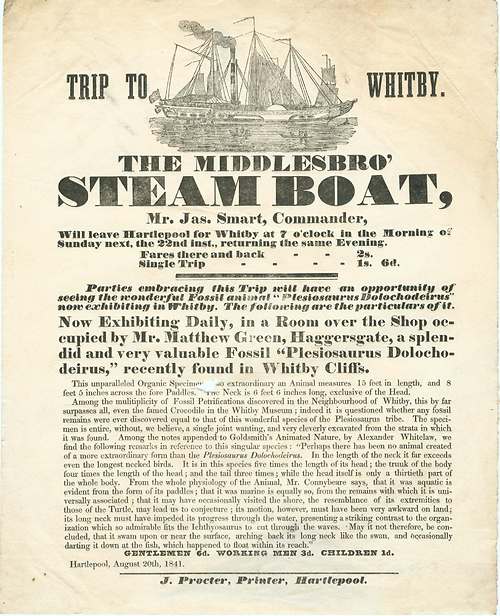 TRIP TO WHITBY.
THE MIDDLESBRO'
STEAM BOAT,
Mr. Jas. Smart, Commander,
Will leave Hartlepool for Whitby at 7 o'clock in the Morning of
Sunday next, the 22nd inst., returning the same Evening.
Fares there and back - - - 2s.
Single Trip - - - - - 1s. 6d.
Parties embracing this Trip will have an opportunity of
seeing the wonderful Fossil animal "Plesiosaurus Dolochodeirus"
now exhibiting in Whitby. The following are the particulars of it.
Now Exhibiting Daily, in a Room over the Shop oc-
cupied by Mr. Matthew Green, Haggersgate, a splen-
did and very valuable Fossil "Plesiosaurus Dolocho-
deirus," recently found in Whitby Cliffs.
This unparalleled Organic Specimen so extraordinary an Animal measures 15 feet in length, and 8
feet 5 inches across the fore Paddles. The Neck is 6 feet 6 inches long, exclusive of the Head.
Among the multiplicity of Fossil Petrifications discovered in the Neighbourhood of Whitby, this by far
surpasses all, even the famed Crocodile in the Whitby Museum; indeed it is questioned whether any fossil
remains were ever discovered equal to that of this wonderful species of the Plesiosaurus tribe. The speci-
men is entire, without, we believe, a single joint wanting, and very cleverly exavated from the strata in which
it was found. Among the notes appended to Goldsmith's Animated Nature, by Alexander Whitelaw, we
find the following remarks in reference to this singular species: "Perhaps there has been no animal created
of a more extraordinary form than the Plesiosaurus Dolochodeirus. In the length of the neck it far exceeds
even the longest necked birds. It is in this species five times the length of its head; the trunk of the body
four times the length of the head; and the tail three times; while the head itself is only a thirtieth part of
the whole body. From the whole physiology of the Animal, Mr. Connybeare says, that it was aquatic is
evident from the form of its paddles; that it was marine is equally so, from the remains with which it is uni-
versally associated; that it may have occasionally visited the shore, the resemblance of its extremities to
those of the Turtle, may lead us to conjecture; its motion, however, must have been very awkward on land;
its long neck must have impeded its progress through the water, presenting a striking contrast to the organ-
ization which so admirably fits the Ichthyosaurus to cut through the waves. May it not therefore, be con-
cluded, that it swam upon or near the surface, arching back its long neck like the swan, and occasionally
darting it down at the fish, which happened to float within its reach."
GENTLEMEN 6d. WORKING MEN 3d. CHILDREN 1d.
Hartlepool, August 20th, 1841.
J. Procter, Printer, Hartlepool.